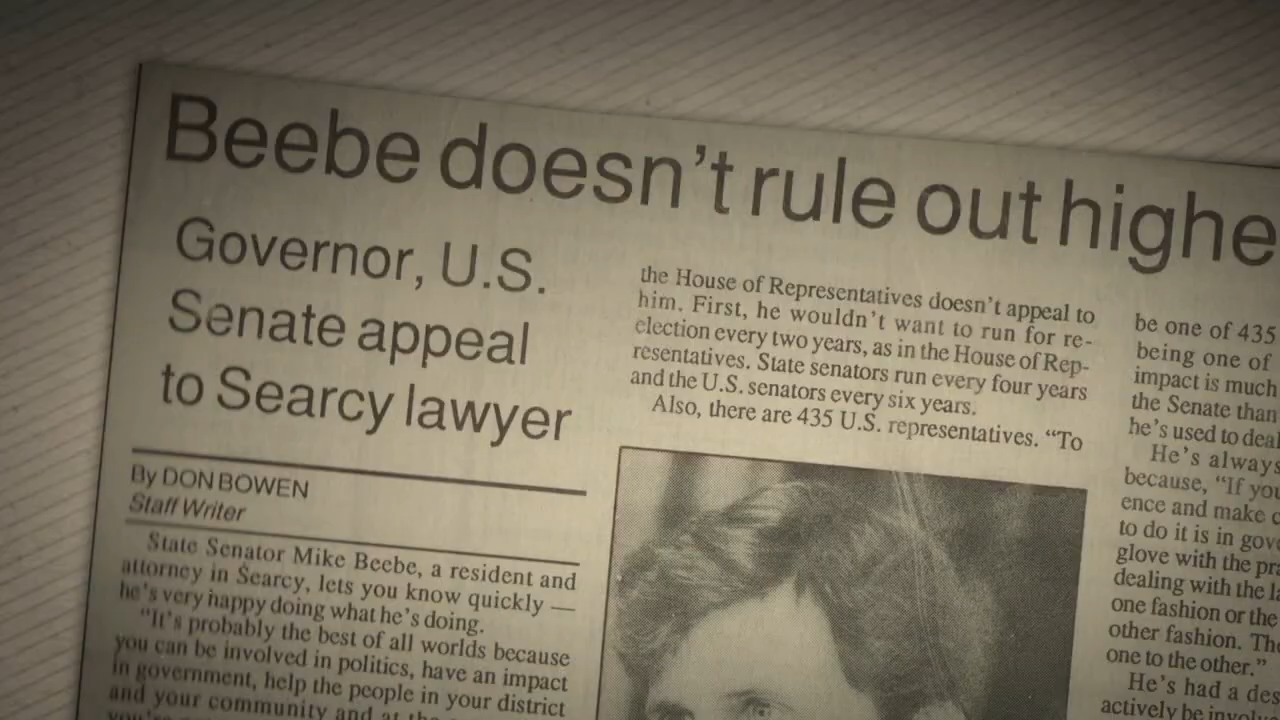 Beebe doesn't rule out highe
Governor, U.S.
Senate appeal
to Searcy lawyer
By DON BOWEN
Staff Writer
State Senator Mike Beebe, a resident and
attorney in Searcy, lets you know quickly —
he's very happy doing what he's doing.
"It's probably the best of all worlds because
you can be involved in politics, have an impact
in government, help the people in your district
and your community and at the
the House of Representatives doesn't appeal to
him. First, he wouldn't want to run for re-
election every two years, as in the House of Rep-
resentatives. State senators run every four years
and the U.S. senators every six years.
Also, there are 435 U.S. representatives. "To
be one of 435
being one of
impact is much
the Senate than
he's used to deal
He's always
because, "If you
ence and make c
to do it is in gove
glove with the pra
dealing with the la
one fashion or the
other fashion. The
one to the other."
He's had a des
actively be involv